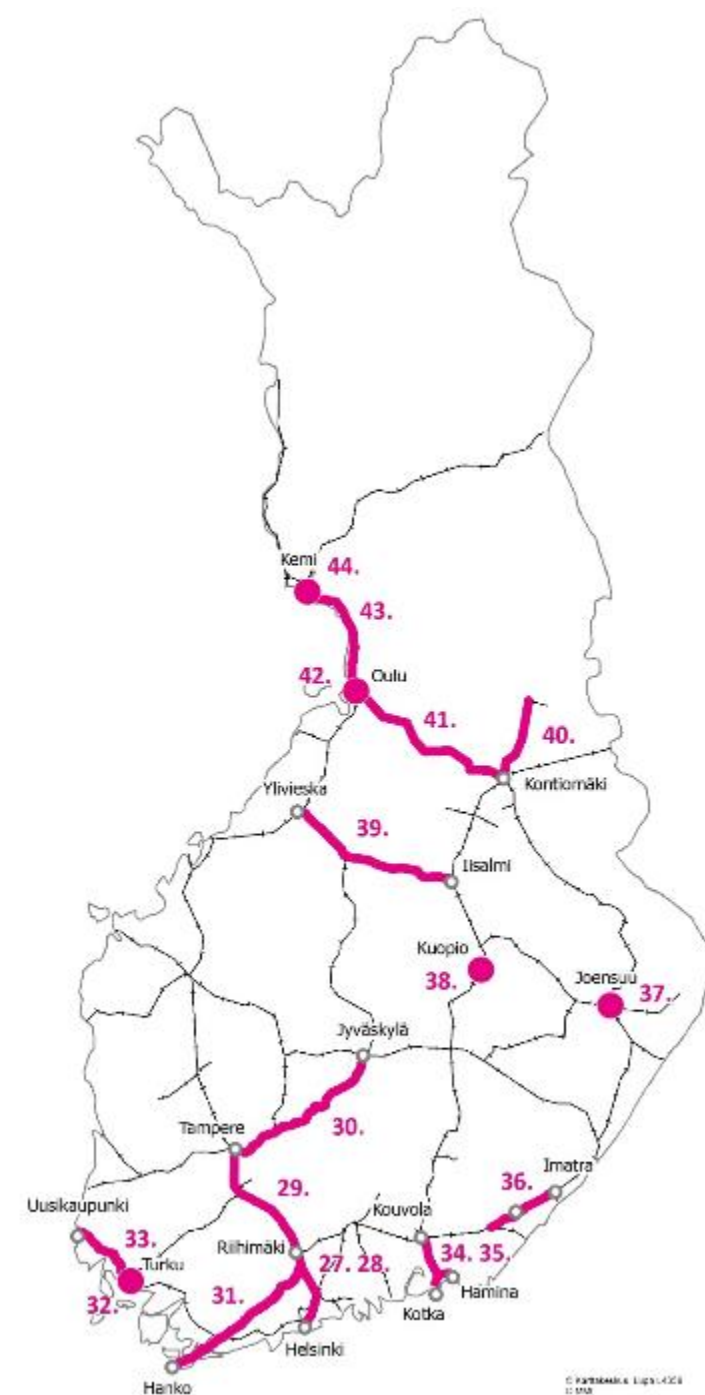 Kemi
44.
43.
42.
Oulu
41.
40.
Kontiomäki
Ylivieska
39.
Iisalmi
Kuopio
38.
Joensuu
37.
Jyväskylä
30.
Tampere
29.
Imatra
36.
Uusikaupunki
Kouvola
33.
Riihimäki
27. 28.
34. 35.
Turku
32.
31.
Hamina
Kotka
Helsinki
Hanko